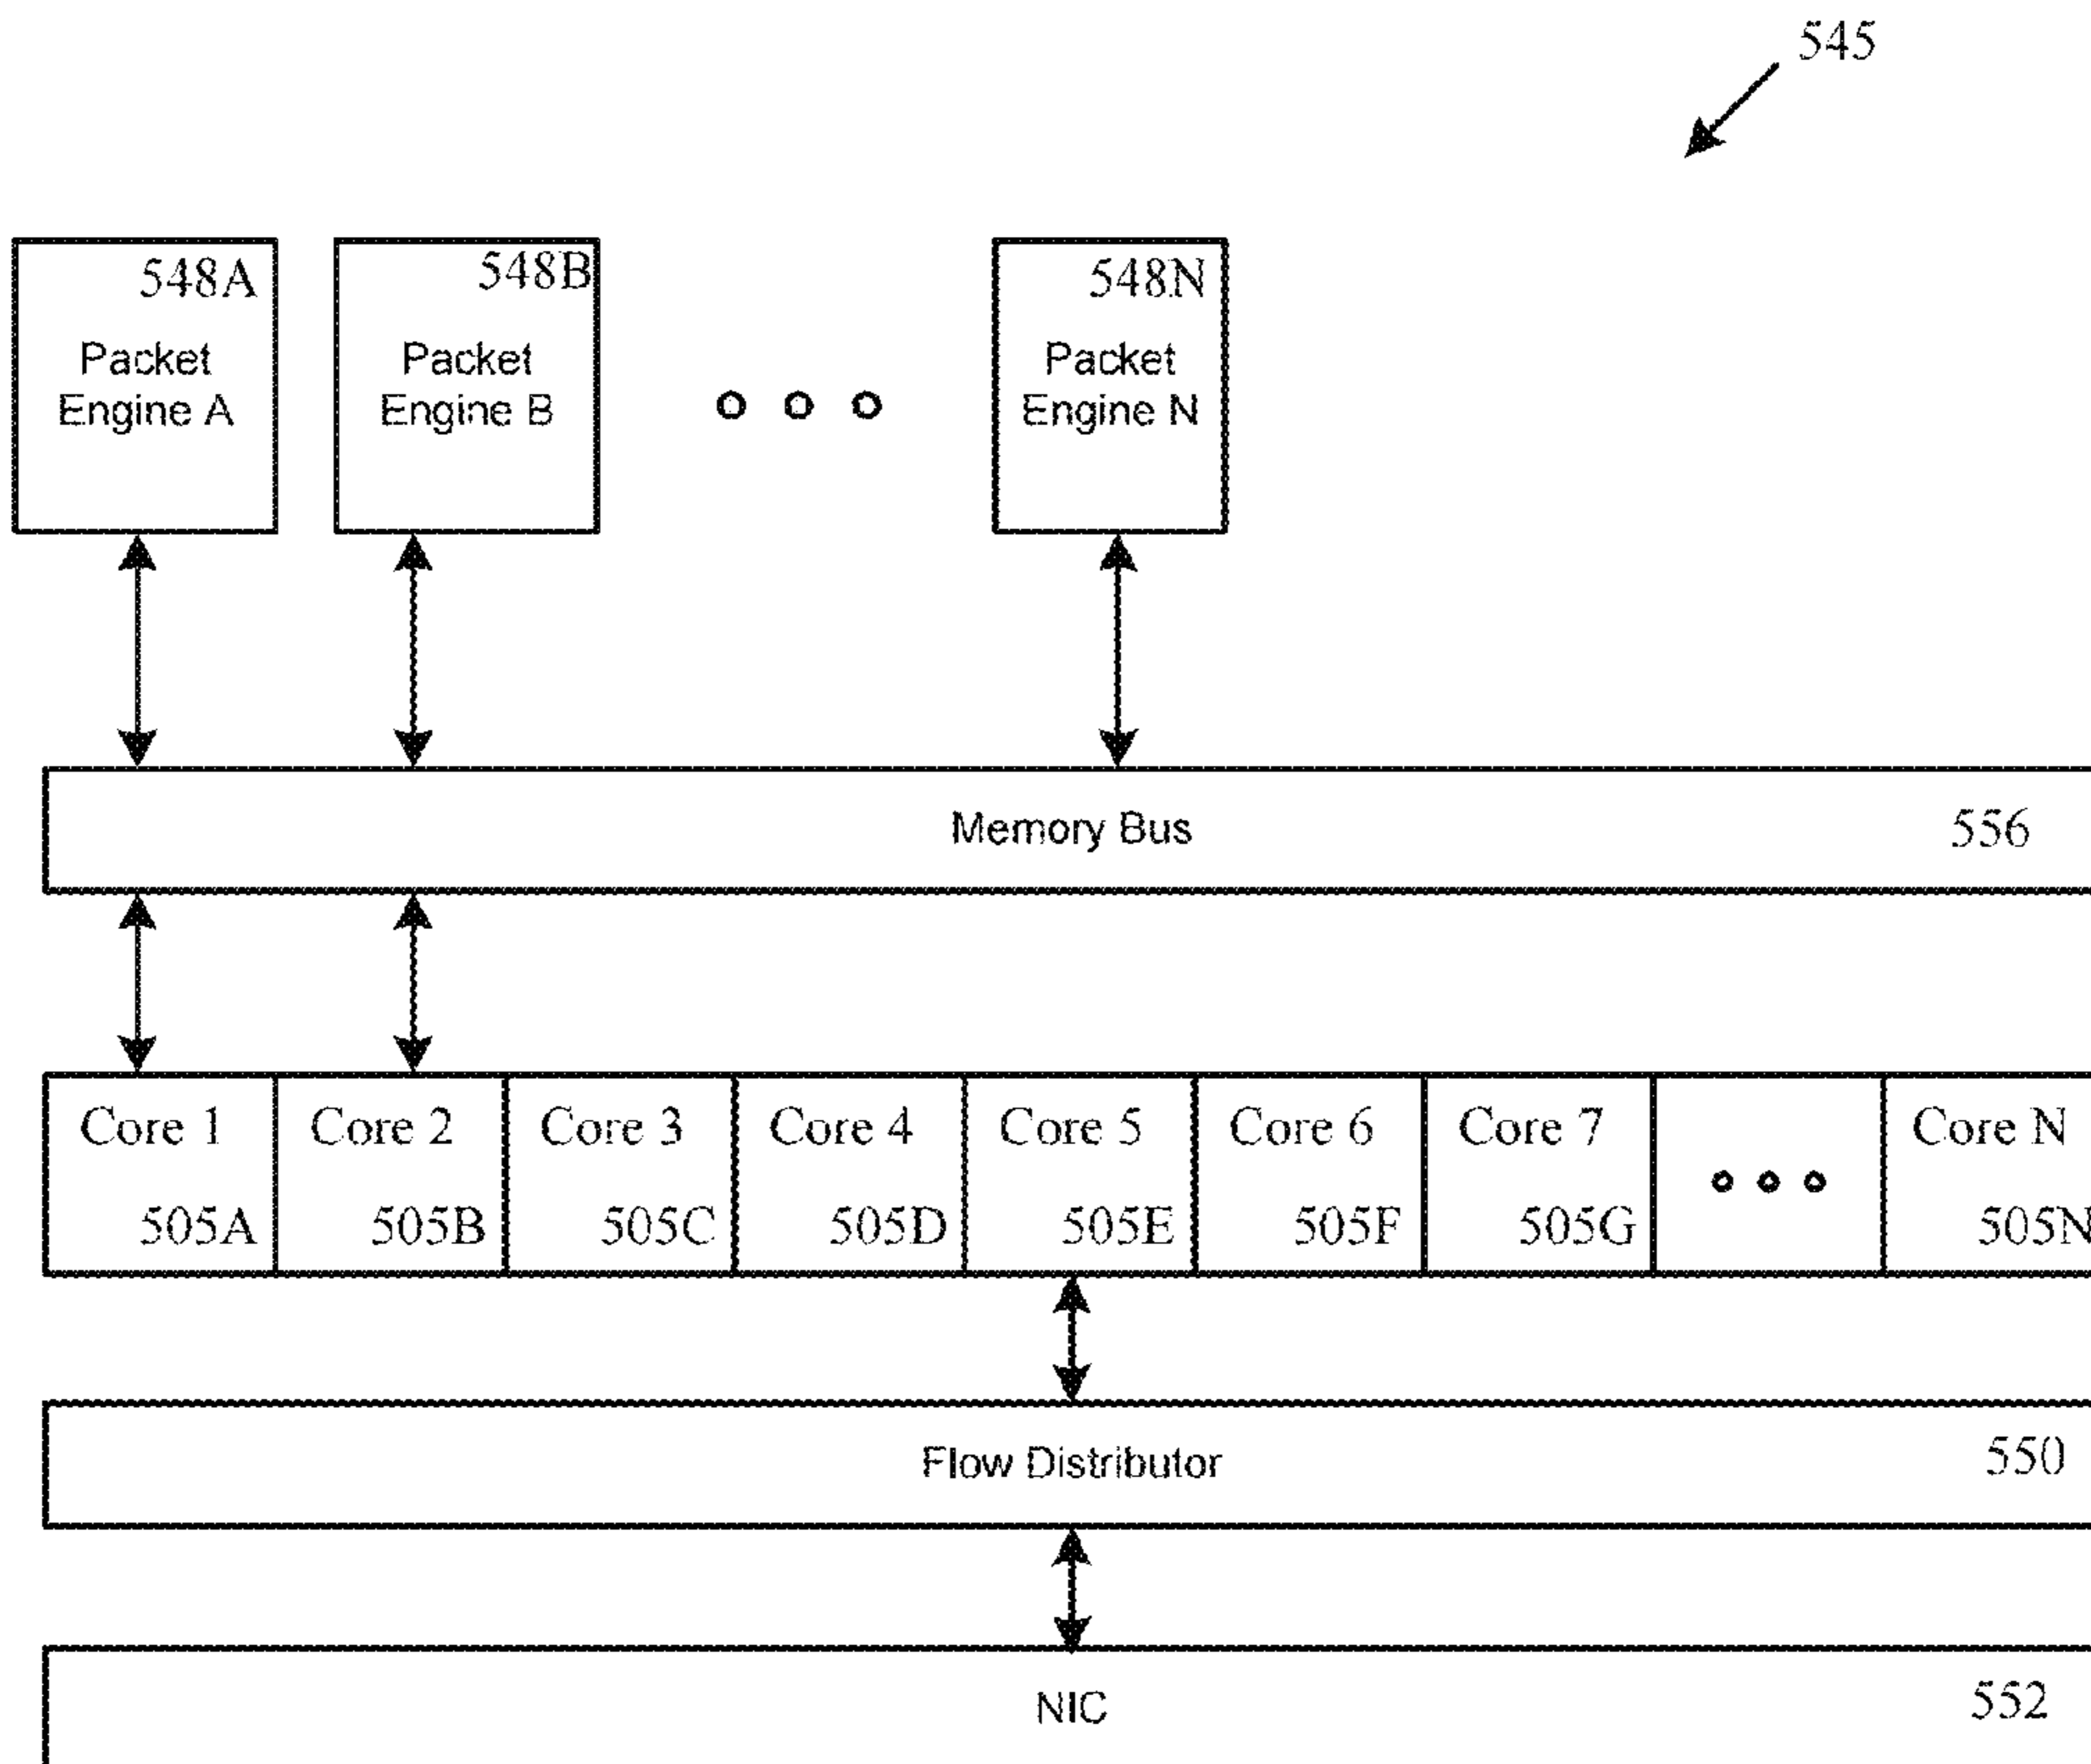 545
548A
Packet
Engine A
548B
Packet
Engine B
548N
Packet
Engine N
Memory Bus
556
Core 1
505A
Core 2
505B
Core 3
505C
Core 4
505D
Core 5
505E
Core 6
505F
Core 7
505G
Core N
505N
Flow Distributor
550
NIC
552